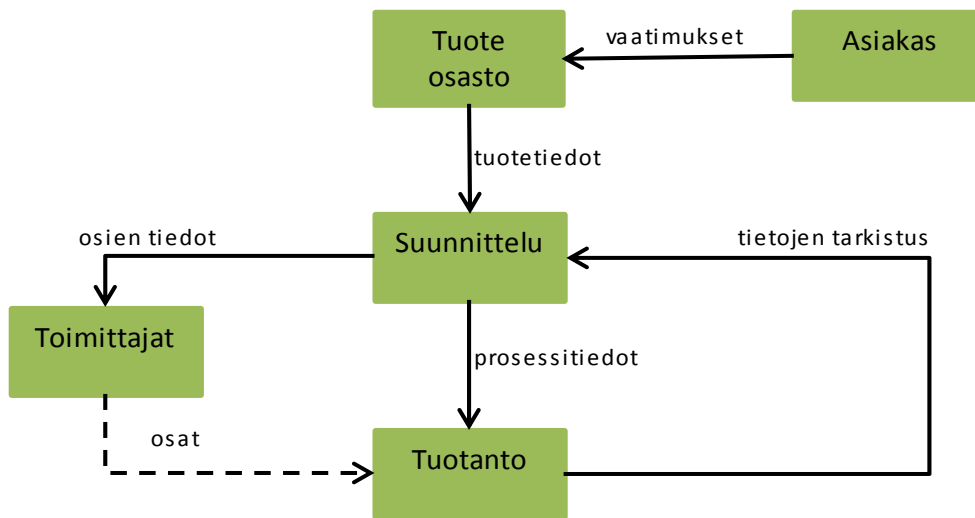 Tuote
osasto
vaatimukset
Asiakas
tuotetiedot
osien tiedot
Suunnittelu
tietojen tarkistus
Toimittajat
prosessitiedot
osat
Tuotanto